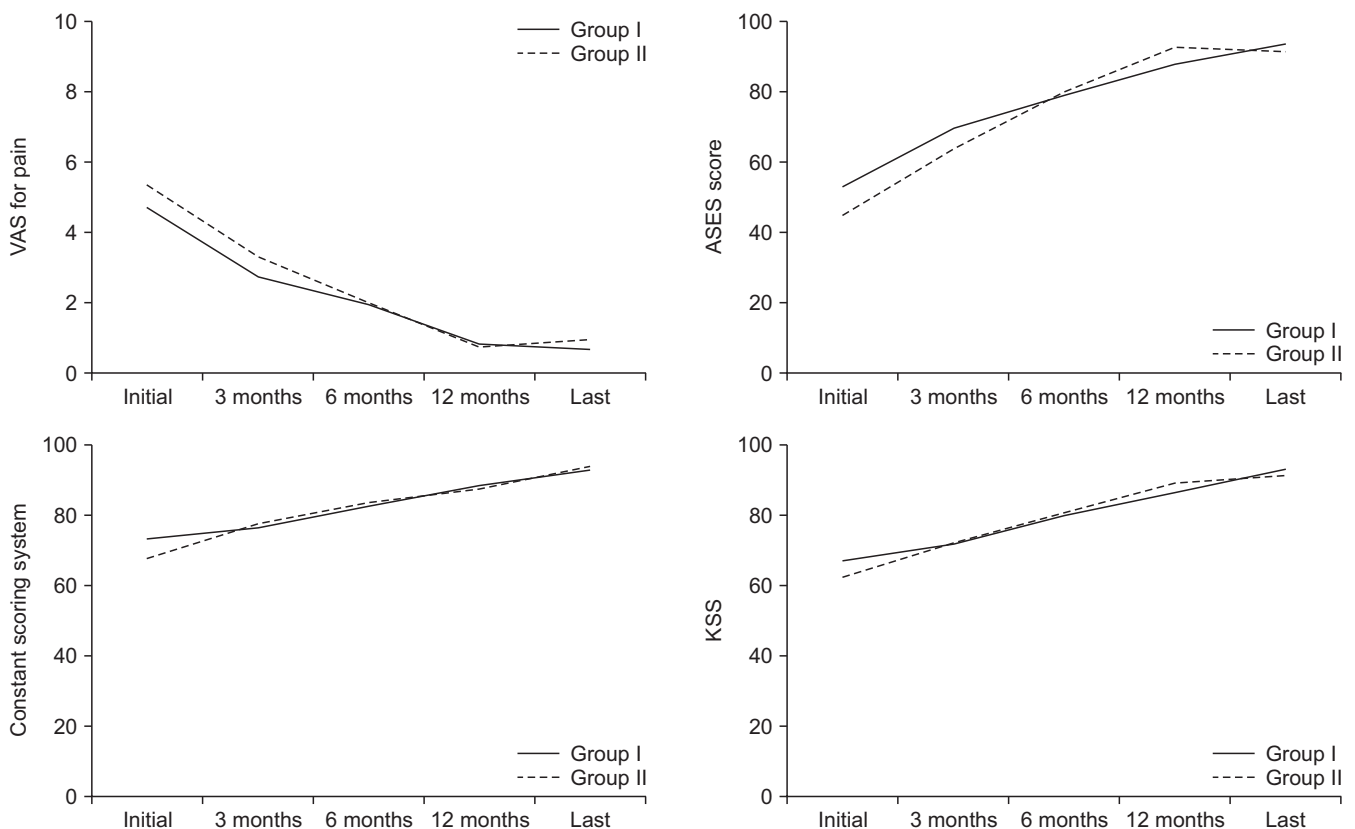 VAS for pain
10
8
6
4
2
0
Group I
Group II
Initial 3 months 6 months 12 months Last
ASES score
100
80
60
40
20
0
Group I
Group II
Initial 3 months 6 months 12 months Last
Constant scoring system
100
80
60
40
20
0
Group I
Group II
Initial 3 months 6 months 12 months Last
KSS
100
80
60
40
20
0
Group I
Group II
Initial 3 months 6 months 12 months Last